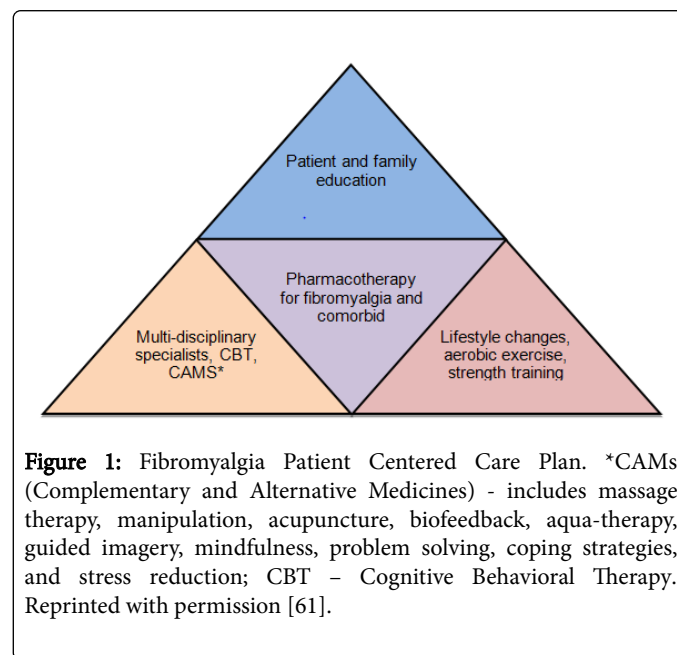 Patient and family
education
Pharmacotherapy
for fibromyalgia and
comorbid
Multi-disciplinary
specialists, CBT,
CAMS*
Lifestyle changes,
aerobic exercise,
strength training
Figure 1: Fibromyalgia Patient Centered Care Plan. *CAMs
(Complementary and Alternative Medicines) - includes massage
therapy, manipulation, acupuncture, biofeedback, aqua-therapy,
guided imagery, mindfulness, problem solving, coping strategies,
and stress reduction; CBT – Cognitive Behavioral Therapy.
Reprinted with permission [61].